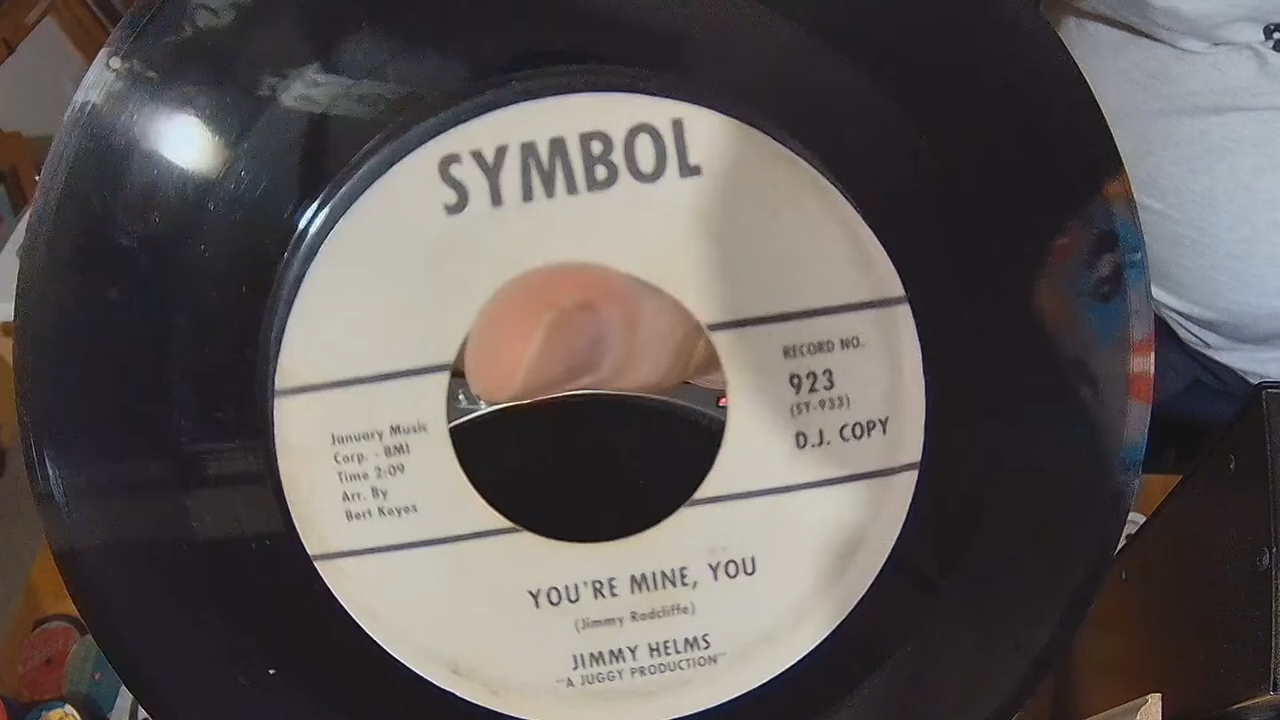 SYMBOL
RECORD NO.
923
(SY-933)
D.J. COPY
January Music
Corp. - BMI
Time 2:09
Arr. By
Bert Keyes
YOU'RE MINE, YOU
(Jimmy Radcliffe)
JIMMY HELMS
"A JUGGY PRODUCTION"